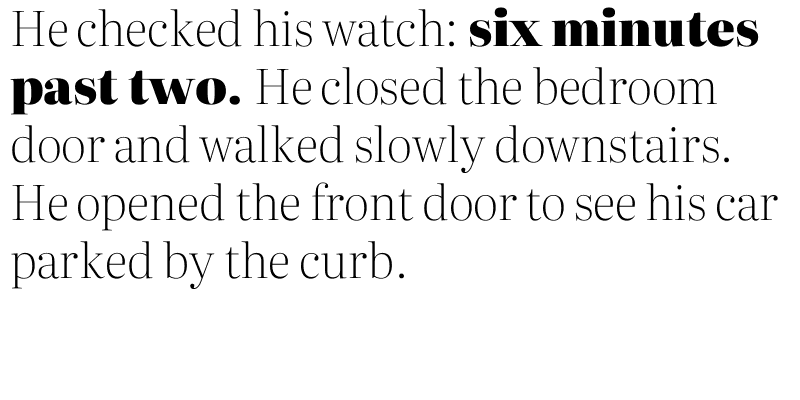 He checked his watch: six minutes
past two. He closed the bedroom
door and walked slowly downstairs.
He opened the front door to see his car
parked by the curb.